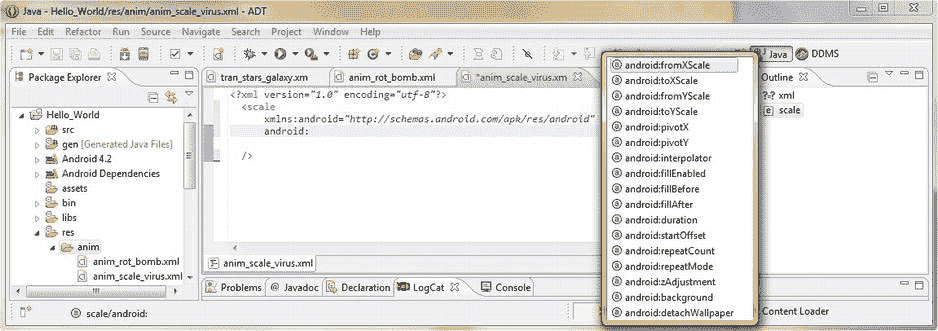 Java - Hello_World/res/anim/anim_scale_virus.xml - ADT
File Edit Refactor Run Source Navigate Search Project Window Help
Java DDMS
Package Explorer
Hello_World
src
gen [Generated Java Files]
Android 4.2
Android Dependencies
assets
bin
libs
res
anim
anim_rot_bomb.xml
anim_scale_virus.xml
tran_stars_galaxy.xm
anim_rot_bomb.xml
*anim_scale_virus.xm
<?xml version="1.0" encoding="utf-8"?>
<scale
xmlns:android="http://schemas.android.com/apk/res/android"
android:
/>
anim_scale_virus.xml
Problems @ Javadoc Declaration LogCat Console
android:fromXScale
android:toXScale
android:fromYScale
android:toYScale
android:pivotX
android:pivotY
android:interpolator
android:fillEnabled
android:fillBefore
android:fillAfter
android:duration
android:startOffset
android:repeatCount
android:repeatMode
android:zAdjustment
android:background
android:detachWallpaper
Outline
?-? xml
e scale
scale/android:
Content Loader